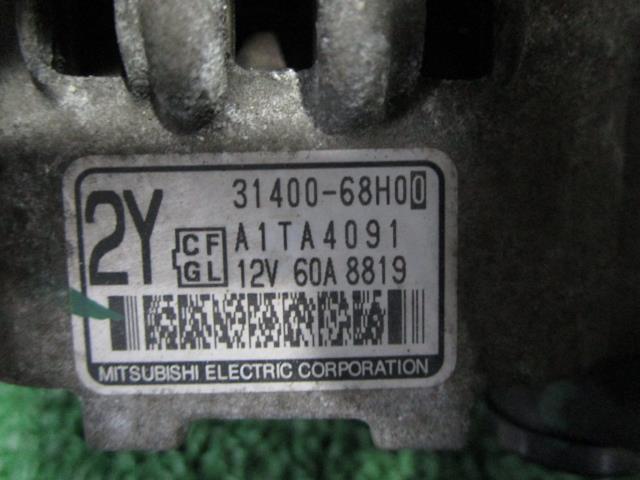 2Y
31400-68H00
CF
GL
A1TA4091
12V 60A 8819
MITSUBISHI ELECTRIC CORPORATION